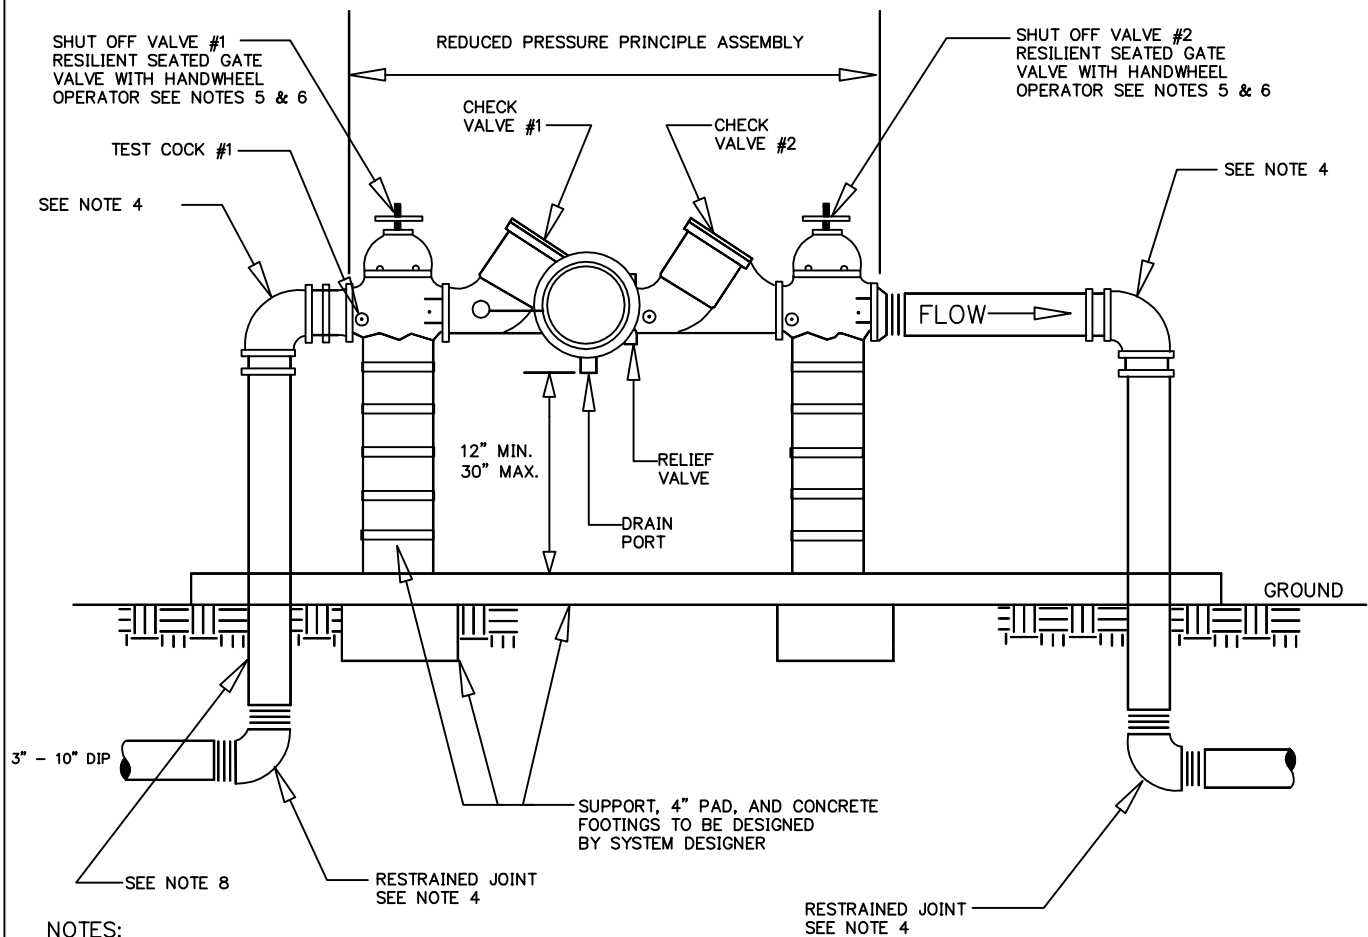 SHUT OFF VALVE #1
RESILIENT SEATED GATE
VALVE WITH HANDWHEEL
OPERATOR SEE NOTES 5 & 6
REDUCED PRESSURE PRINCIPLE ASSEMBLY
SHUT OFF VALVE #2
RESILIENT SEATED GATE
VALVE WITH HANDWHEEL
OPERATOR SEE NOTES 5 & 6
CHECK
VALVE #1
CHECK
VALVE #2
TEST COCK #1
SEE NOTE 4
SEE NOTE 4
FLOW
12" MIN.
30" MAX.
RELIEF
VALVE
DRAIN
PORT
GROUND
3" - 10" DIP
SUPPORT, 4" PAD, AND CONCRETE
FOOTINGS TO BE DESIGNED
BY SYSTEM DESIGNER
SEE NOTE 8
RESTRAINED JOINT
SEE NOTE 4
RESTRAINED JOINT
SEE NOTE 4
NOTES: